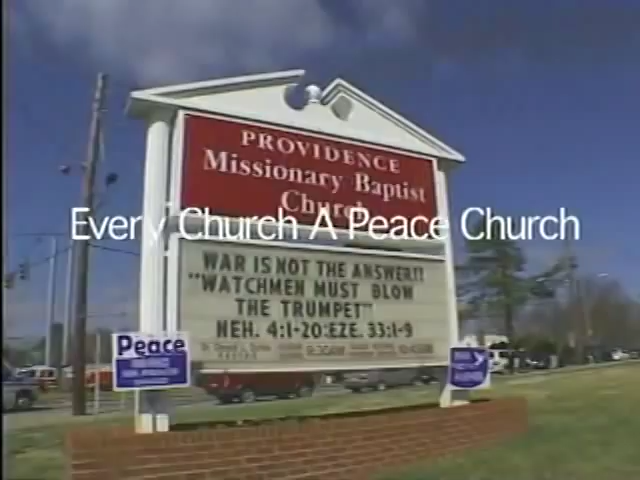 PROVIDENCE
Missionary Baptist
Church
Every Church A Peace Church
WAR IS NOT THE ANSWER!!
"WATCHMEN MUST BLOW
THE TRUMPET"
NEH. 4:1-20:EZE. 33:1-9
Peace